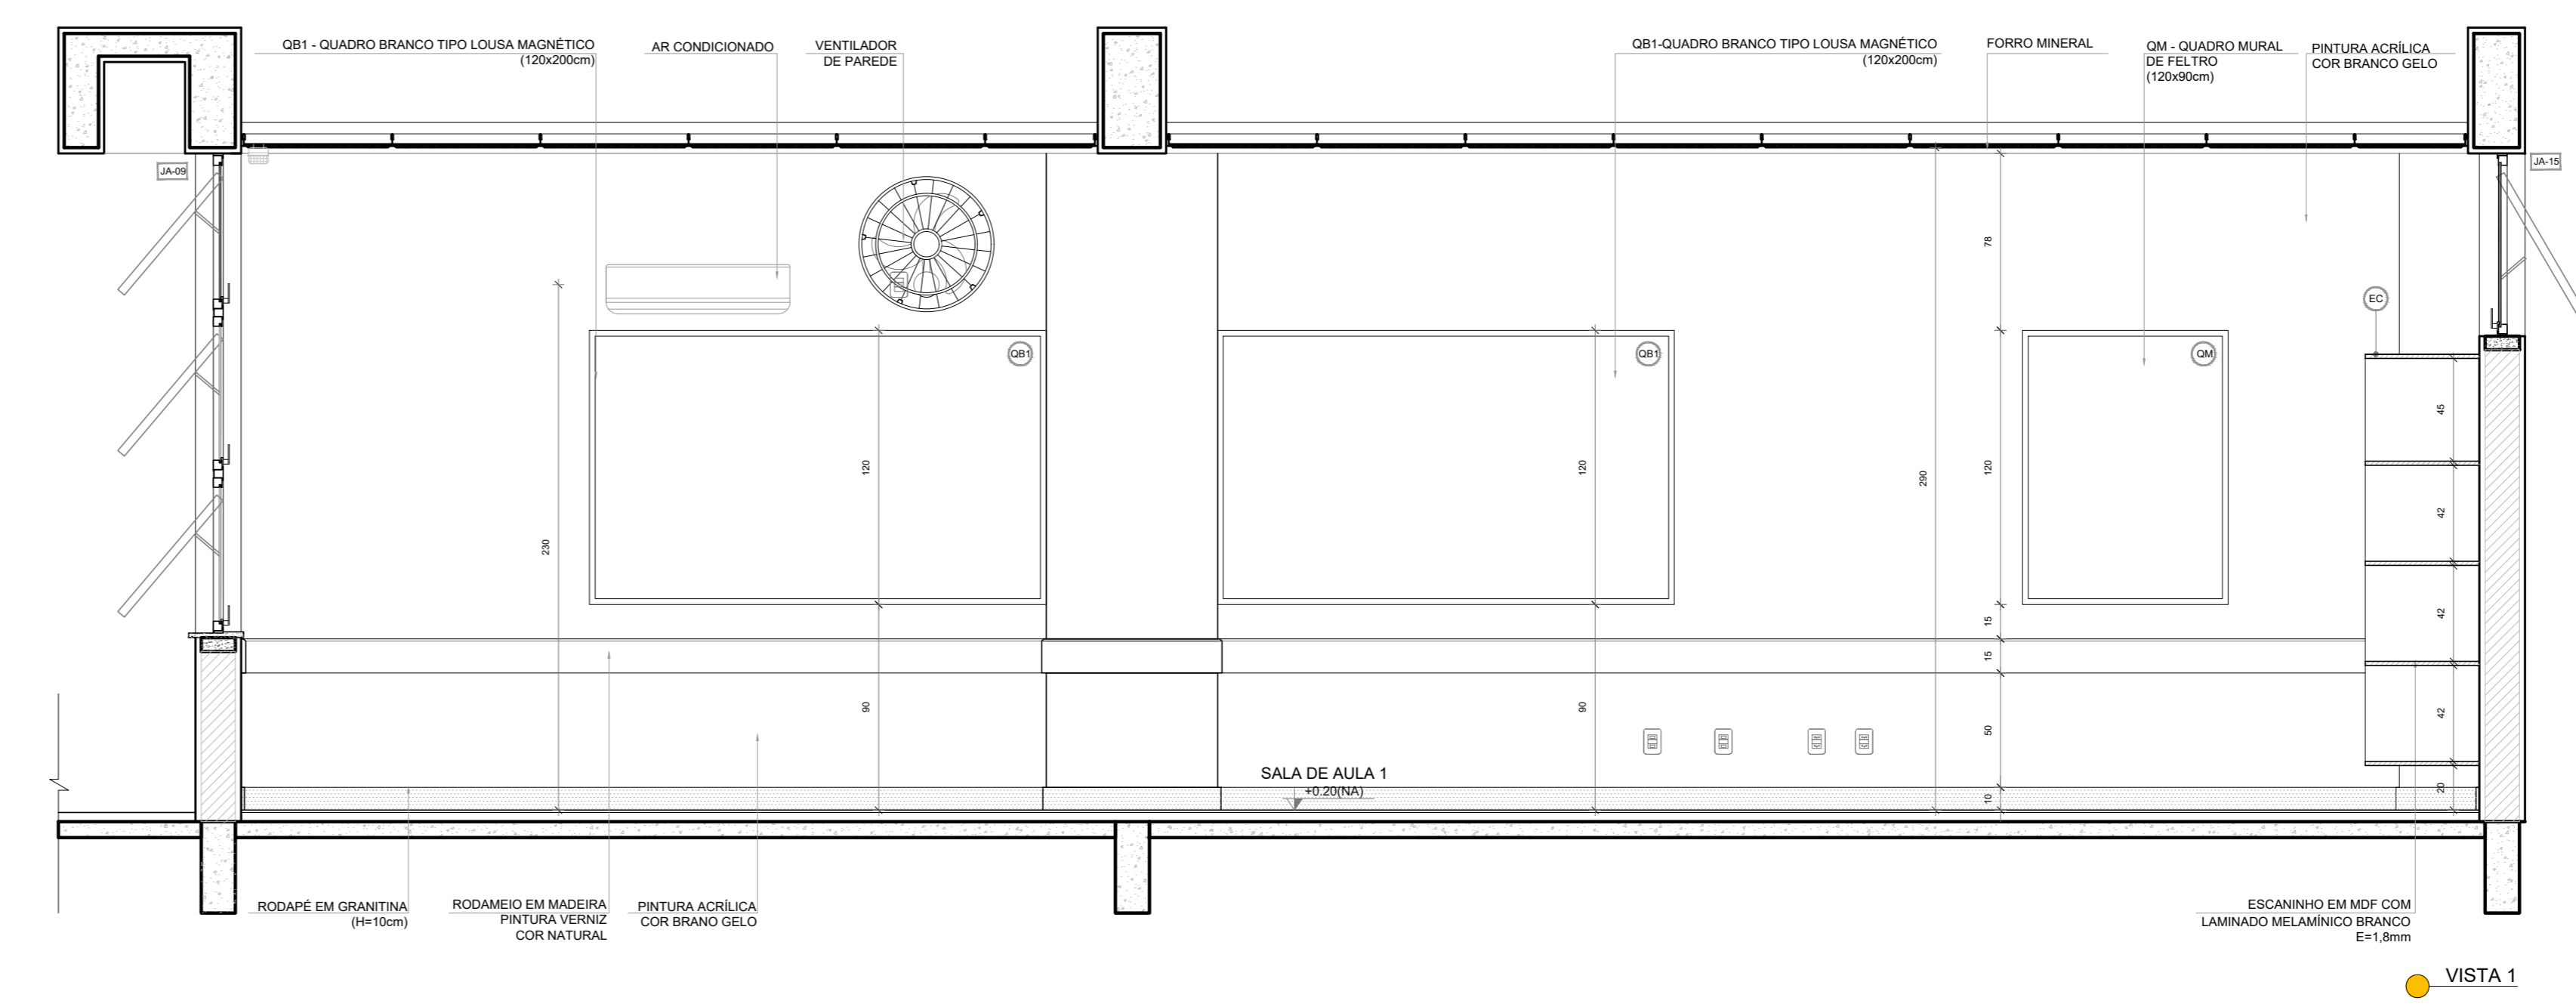 QB1 - QUADRO BRANCO TIPO LOUSA MAGNÉTICO
(120x200cm)
AR CONDICIONADO
VENTILADOR
DE PAREDE
QB1-QUADRO BRANCO TIPO LOUSA MAGNÉTICO
(120x200cm)
FORRO MINERAL
QM - QUADRO MURAL
DE FELTRO
(120x90cm)
PINTURA ACRÍLICA
COR BRANCO GELO
JA-09
JA-15
78
EC
QB1
QB1
QM
45
120
120
290
120
42
230
15
42
15
90
90
50
42
SALA DE AULA 1
+0.20(NA)
10
20
RODAPÉ EM GRANITINA
(H=10cm)
RODAMEIO EM MADEIRA
PINTURA VERNIZ
COR NATURAL
PINTURA ACRÍLICA
COR BRANO GELO
ESCANINHO EM MDF COM
LAMINADO MELAMÍNICO BRANCO
E=1,8mm
VISTA 1